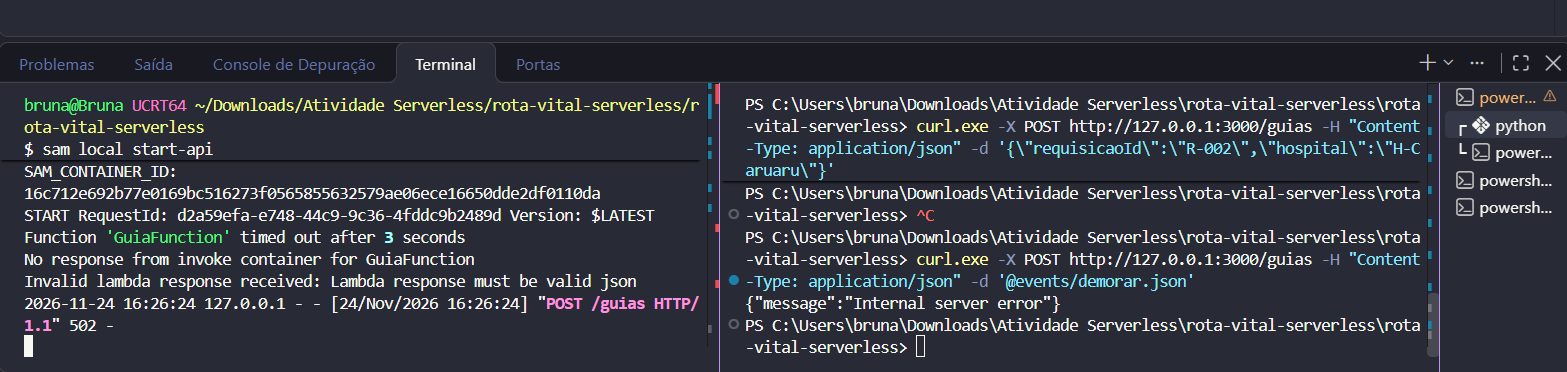 Problemas Saída Console de Depuração Terminal Portas
bruna@Bruna UCRT64 ~/Downloads/Atividade Serverless/rota-vital-serverless/r
ota-vital-serverless
$ sam local start-api
SAM_CONTAINER_ID:
16c712e692b77e0169bc516273f0565855632579ae06ece16650dde2df0110da
START RequestId: d2a59efa-e748-44c9-9c36-4fddc9b2489d Version: $LATEST
Function 'GuiaFunction' timed out after 3 seconds
No response from invoke container for GuiaFunction
Invalid lambda response received: Lambda response must be valid json
2026-11-24 16:26:24 127.0.0.1 - - [24/Nov/2026 16:26:24] "POST /guias HTTP/
1.1" 502 -
PS C:\Users\bruna\Downloads\Atividade Serverless\rota-vital-serverless\rota
-vital-serverless> curl.exe -X POST http://127.0.0.1:3000/guias -H "Content
-Type: application/json" -d '{\"requisicaoId\":\"R-002\",\"hospital\":\"H-C
aruaru\"}'
PS C:\Users\bruna\Downloads\Atividade Serverless\rota-vital-serverless\rota
-vital-serverless> ^C
PS C:\Users\bruna\Downloads\Atividade Serverless\rota-vital-serverless\rota
-vital-serverless> curl.exe -X POST http://127.0.0.1:3000/guias -H "Content
-Type: application/json" -d '@events/demorar.json'
{"message":"Internal server error"}
PS C:\Users\bruna\Downloads\Atividade Serverless\rota-vital-serverless\rota
-vital-serverless>
power...
python
power...
powersh...
powersh...